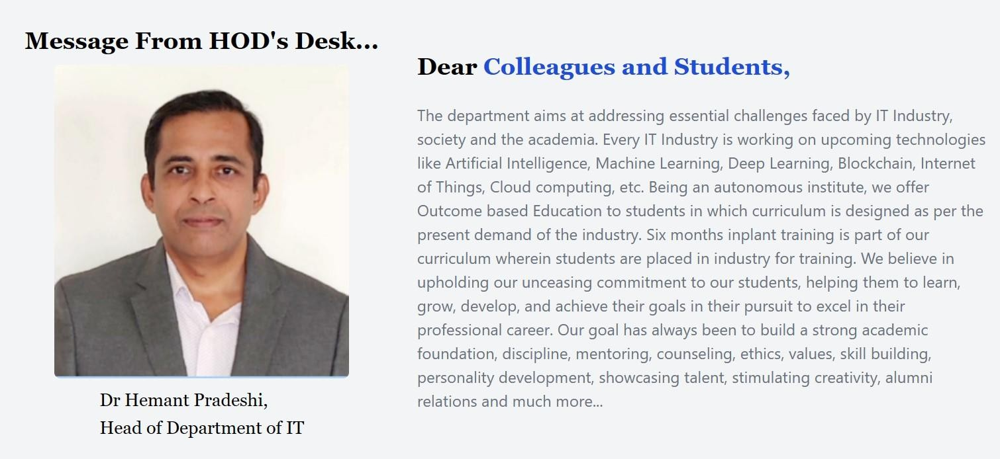 Message From HOD's Desk...
Dr Hemant Pradeshi,
Head of Department of IT
Dear Colleagues and Students,
The department aims at addressing essential challenges faced by IT Industry,
society and the academia. Every IT Industry is working on upcoming technologies
like Artificial Intelligence, Machine Learning, Deep Learning, Blockchain, Internet
of Things, Cloud computing, etc. Being an autonomous institute, we offer
Outcome based Education to students in which curriculum is designed as per the
present demand of the industry. Six months inplant training is part of our
curriculum wherein students are placed in industry for training. We believe in
upholding our unceasing commitment to our students, helping them to learn,
grow, develop, and achieve their goals in their pursuit to excel in their
professional career. Our goal has always been to build a strong academic
foundation, discipline, mentoring, counseling, ethics, values, skill building,
personality development, showcasing talent, stimulating creativity, alumni
relations and much more...